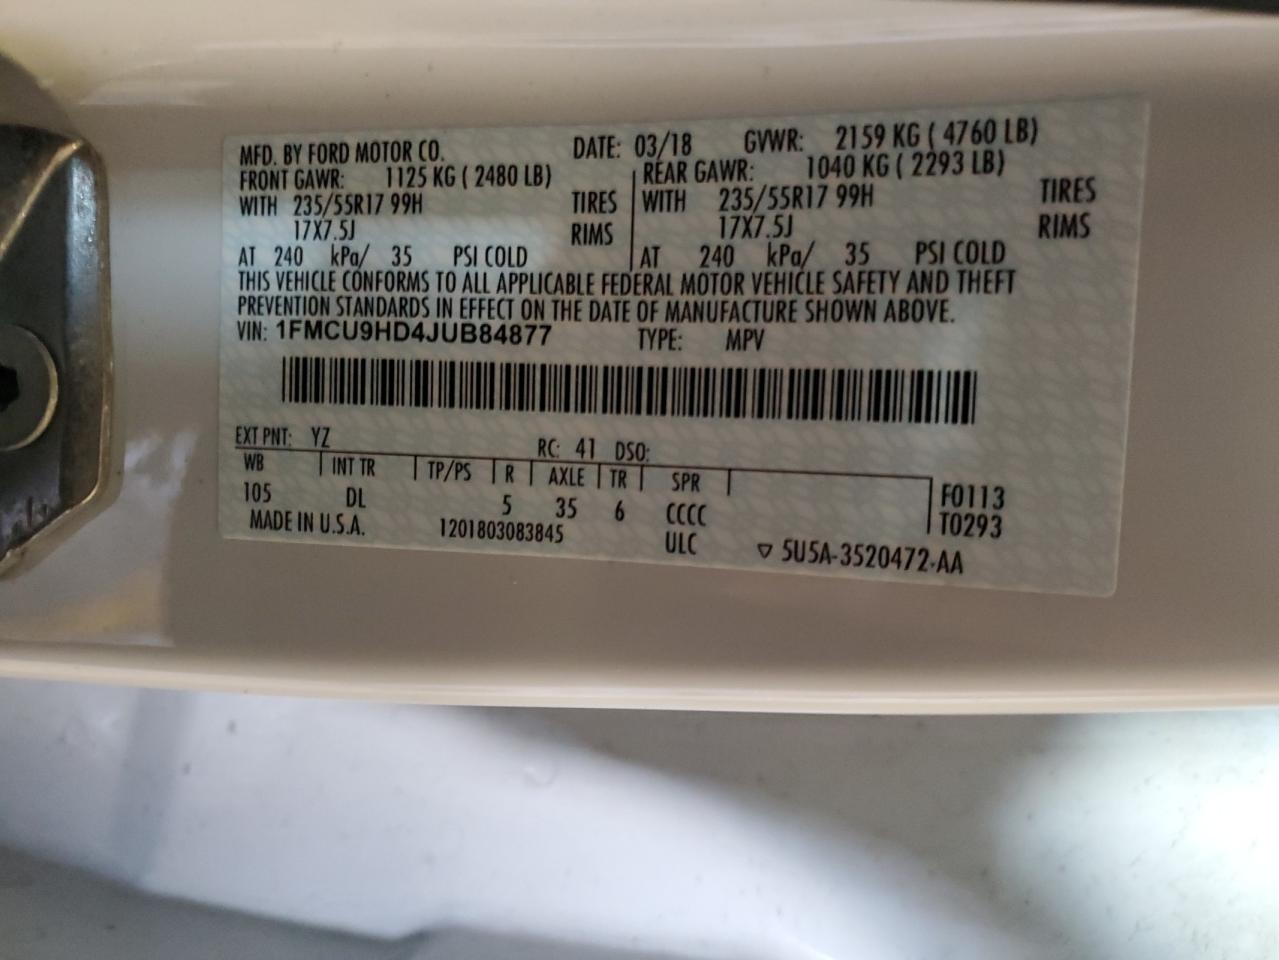 MFD. BY FORD MOTOR CO. DATE: 03/18 GVWR: 2159 KG ( 4760 LB)
FRONT GAWR: 1125 KG ( 2480 LB) REAR GAWR: 1040 KG ( 2293 LB)
WITH 235/55R17 99H TIRES WITH 235/55R17 99H TIRES
17X7.5J RIMS 17X7.5J RIMS
AT 240 kPa/ 35 PSI COLD AT 240 kPa/ 35 PSI COLD
THIS VEHICLE CONFORMS TO ALL APPLICABLE FEDERAL MOTOR VEHICLE SAFETY AND THEFT
PREVENTION STANDARDS IN EFFECT ON THE DATE OF MANUFACTURE SHOWN ABOVE.
VIN: 1FMCU9HD4JUB84877 TYPE: MPV
EXT PNT: YZ RC: 41 DSO:
WB INT TR TP/PS R AXLE TR SPR
105 DL 5 35 6 CCCC F0113
MADE IN U.S.A. 1201803083845 ULC T0293
▽ 5U5A-3520472-AA